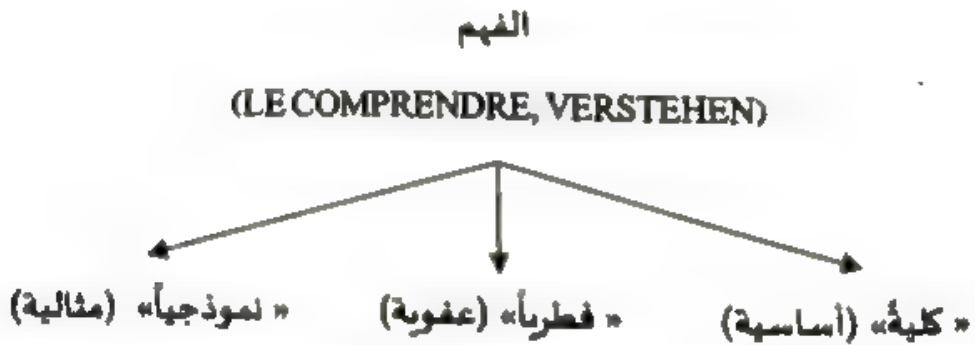 الفهم
(LE COMPRENDRE, VERSTEHEN)
« كليةً» (أساسية) « فطرياً» (عفوية) « نموذجياً» (مثالية)